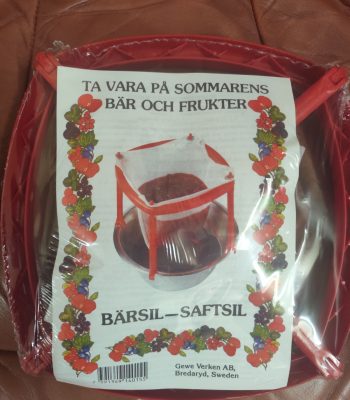 TA VARA PÅ SOMMARENS
BÄR OCH FRUKTER
BÄRSIL—SAFTSIL
Gewe Verken AB,
Bredaryd, Sweden